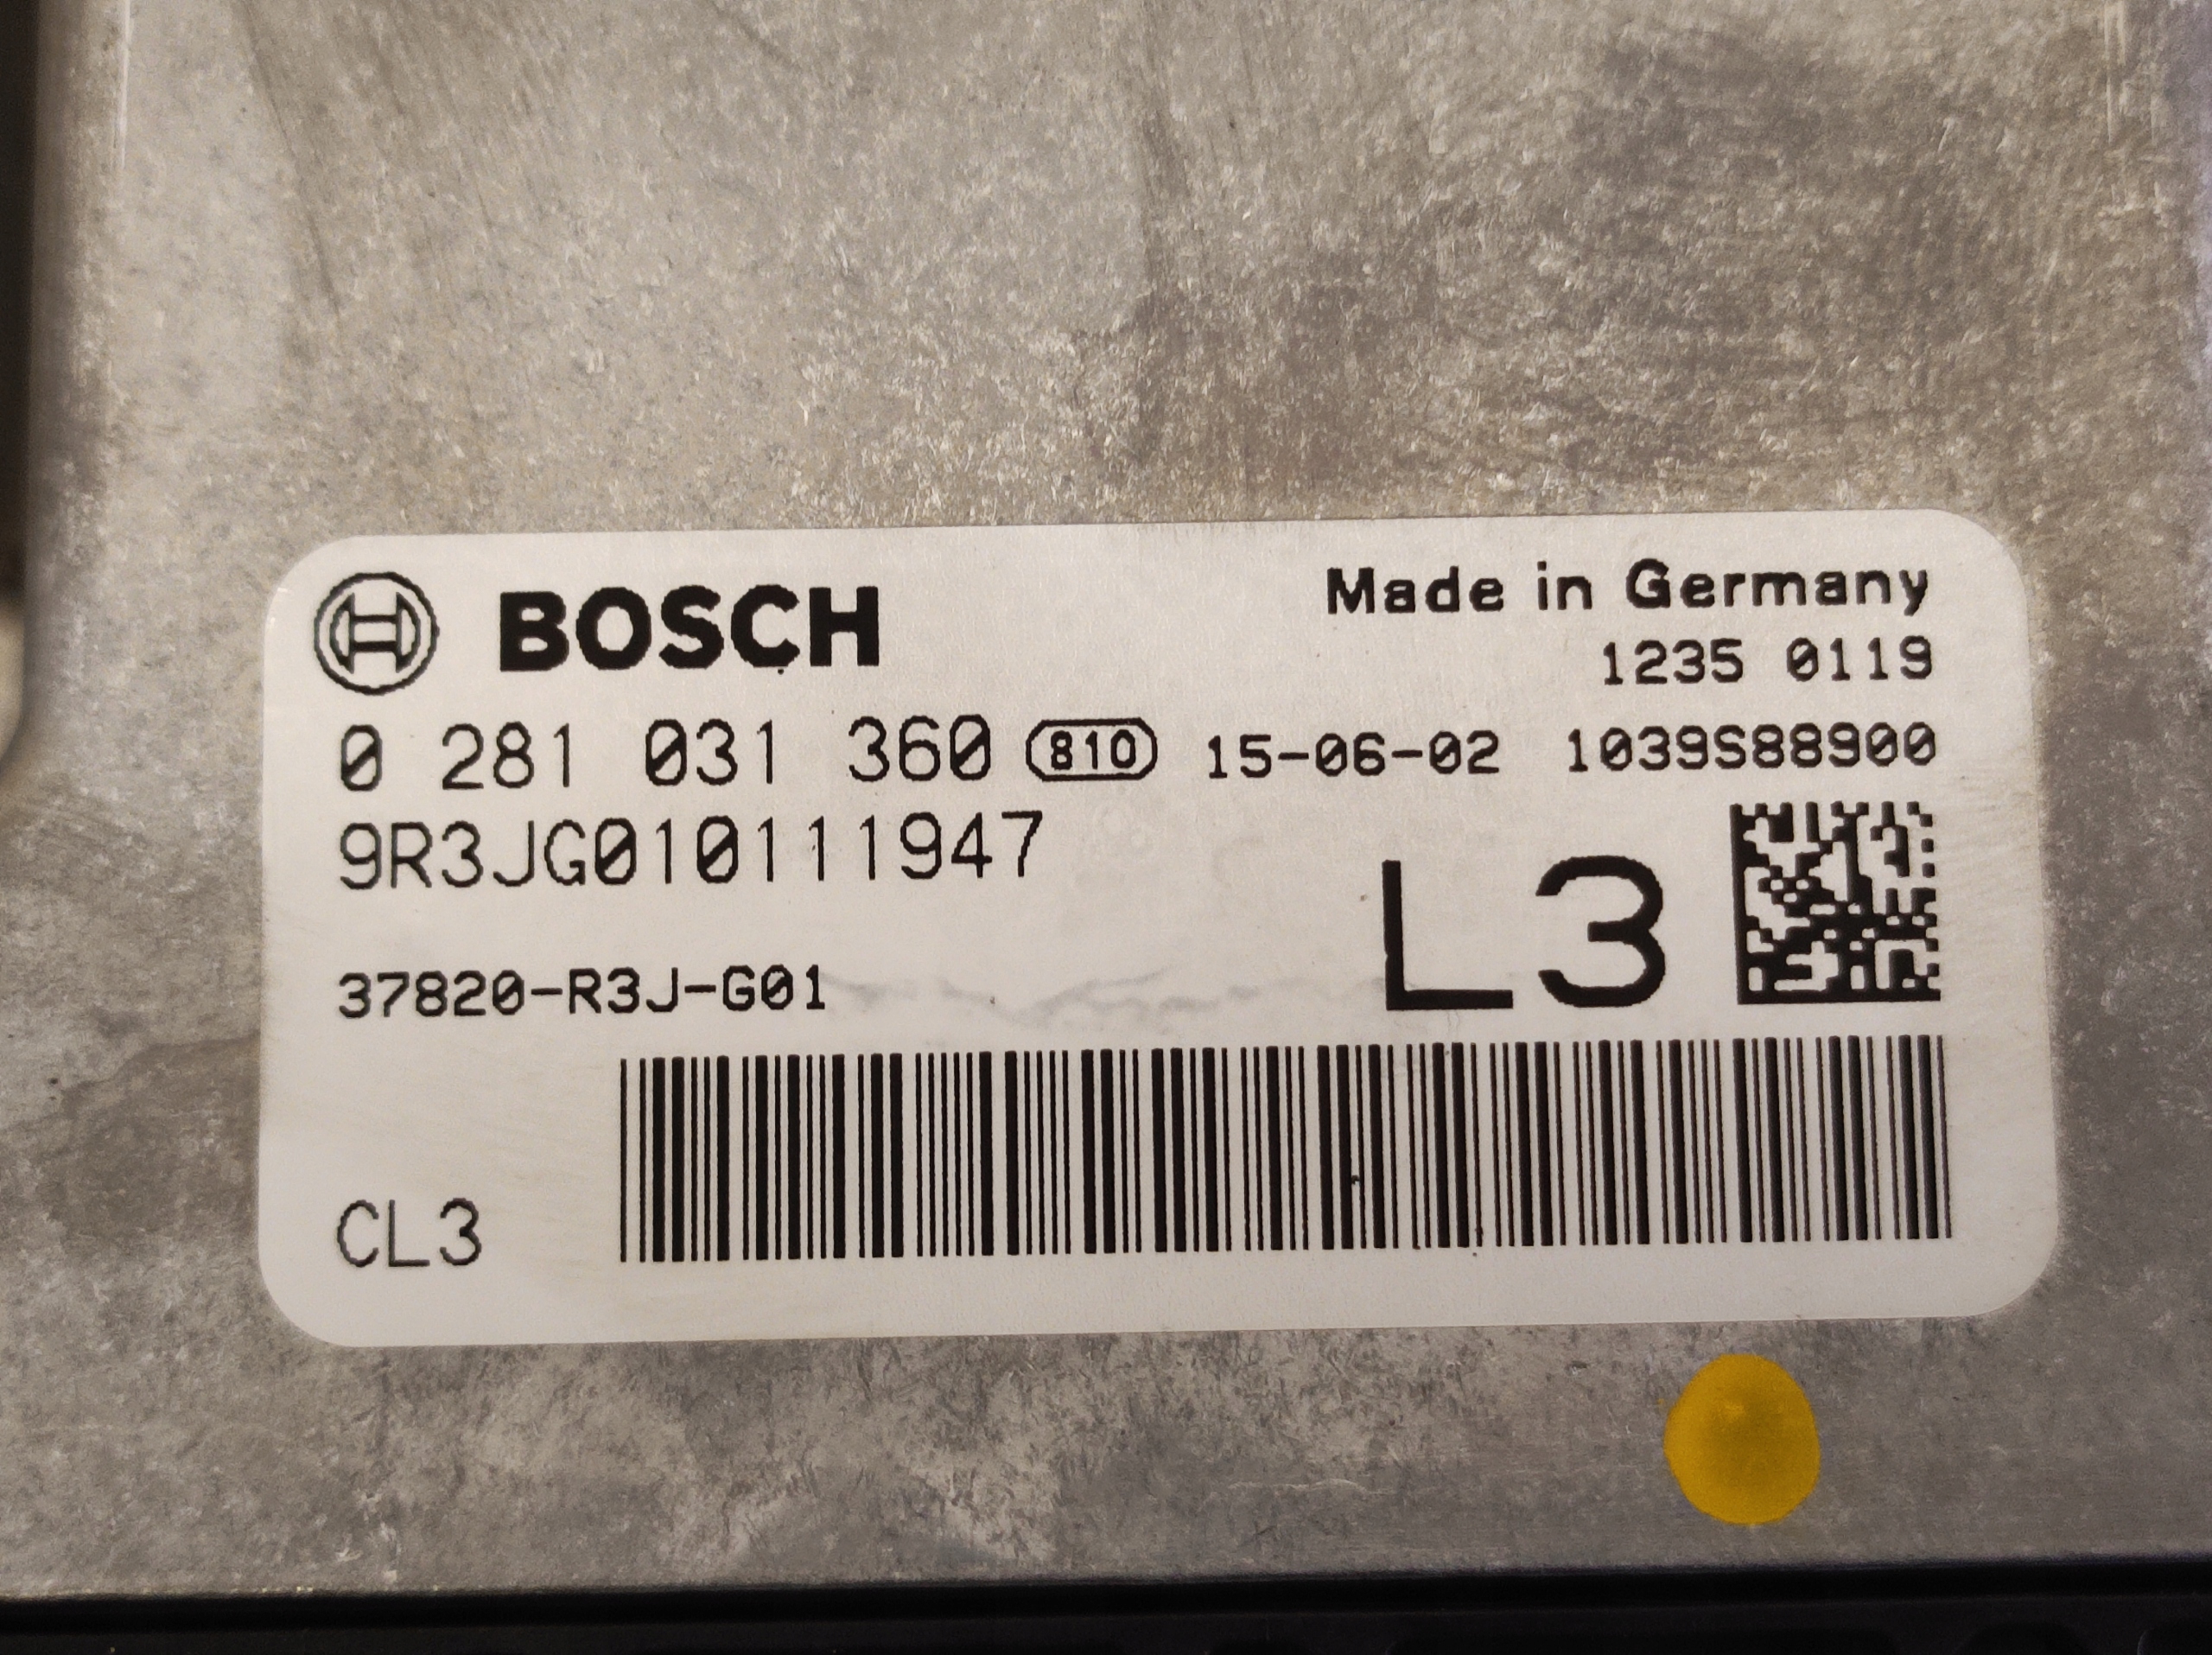 BOSCH
Made in Germany
1235 0119
0 281 031 360 810 15-06-02 1039S88900
9R3JG010111947
L3
37820-R3J-G01
CL3